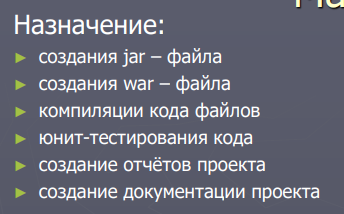 Назначение:
► создания jar – файла
► создания war – файла
► компиляции кода файлов
► юнит-тестирования кода
► создание отчётов проекта
► создание документации проекта